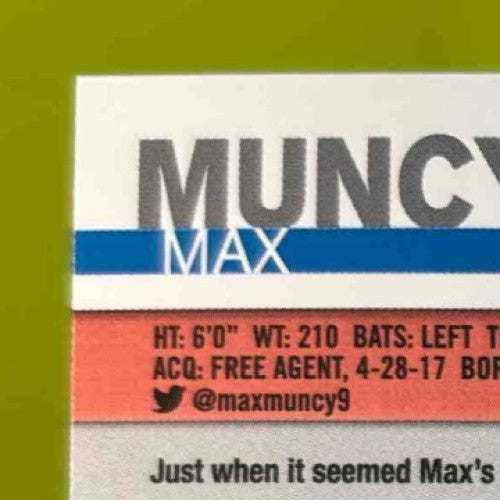 MUNCY
MAX
HT: 6'0" WT: 210 BATS: LEFT
ACQ: FREE AGENT, 4-28-17
@maxmuncy9
Just when it seemed Max's